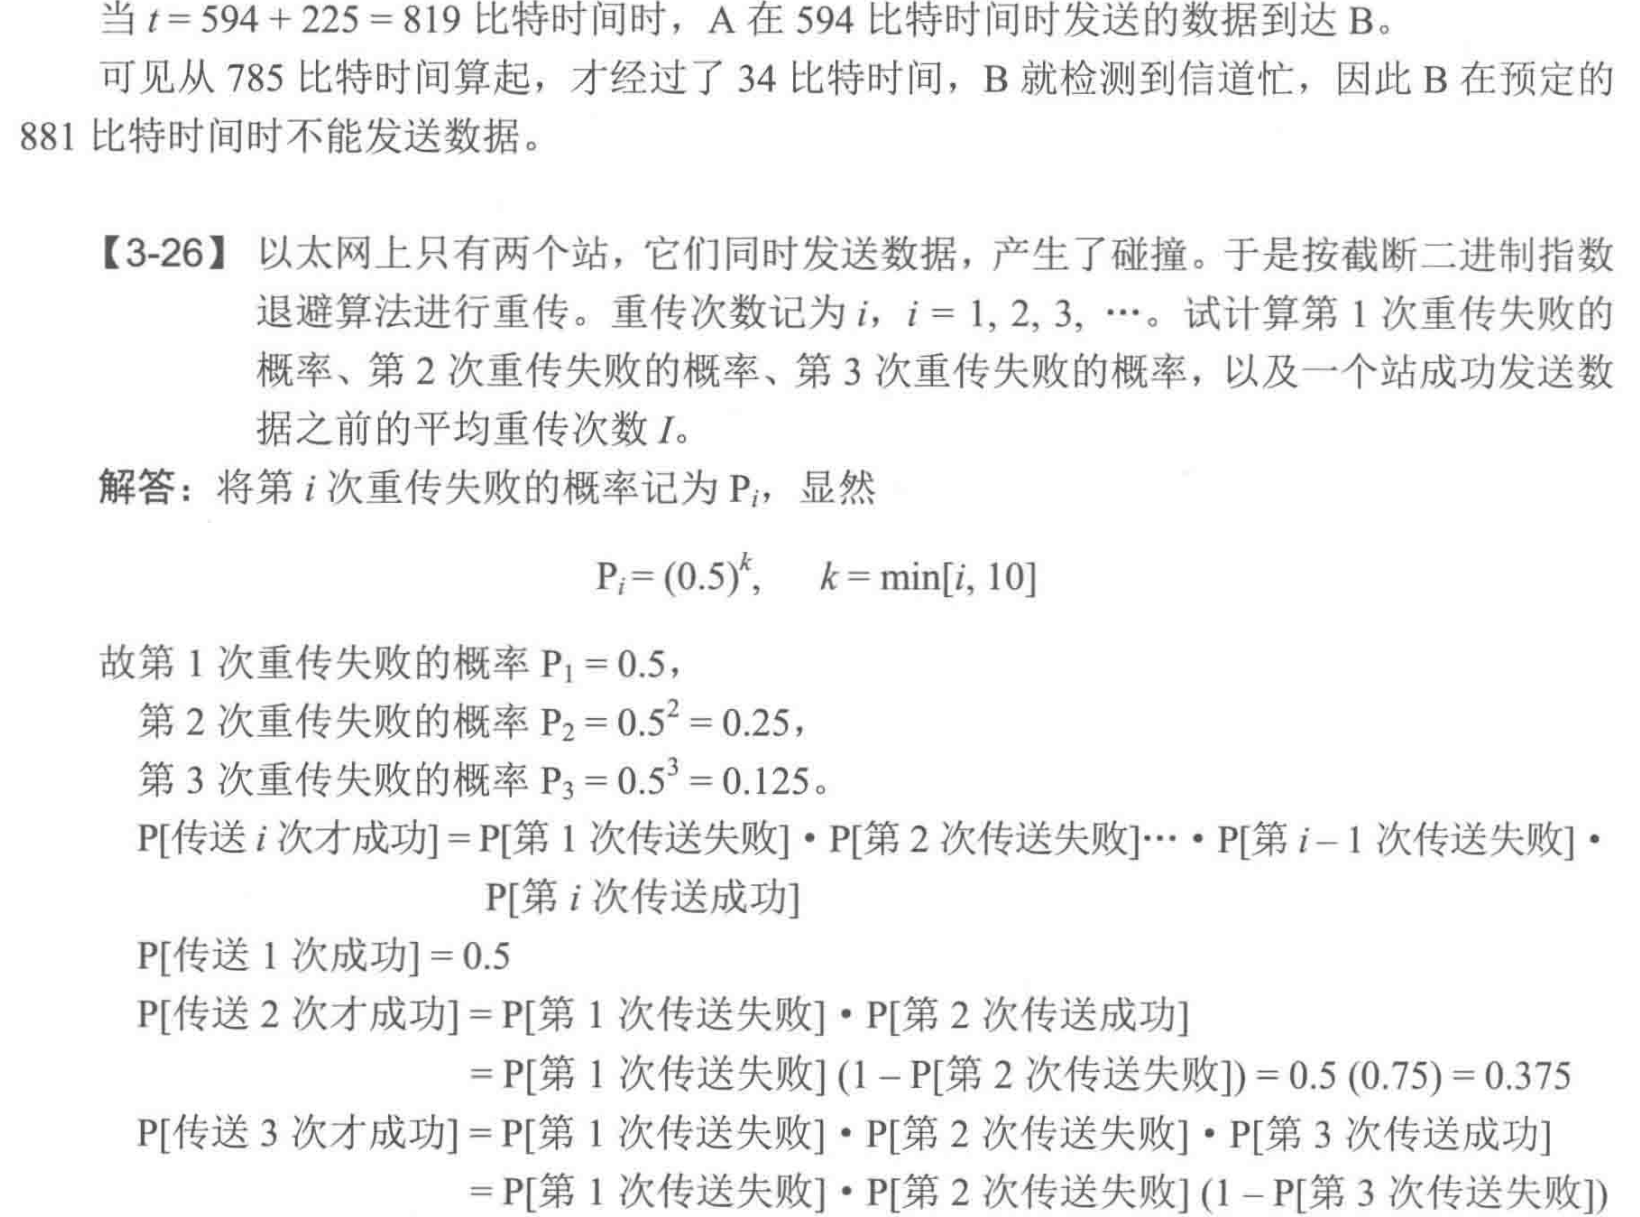 当 t = 594 + 225 = 819 比特时间时，A 在 594 比特时间时发送的数据到达 B。
可见从 785 比特时间算起，才经过了 34 比特时间，B 就检测到信道忙，因此 B 在预定的
881 比特时间时不能发送数据。
【3-26】 以太网上只有两个站，它们同时发送数据，产生了碰撞。于是按截断二进制指数
退避算法进行重传。重传次数记为 i，i = 1, 2, 3, …。试计算第 1 次重传失败的
概率、第 2 次重传失败的概率、第 3 次重传失败的概率，以及一个站成功发送数
据之前的平均重传次数 I。
解答：将第 i 次重传失败的概率记为 Pᵢ，显然
Pᵢ = (0.5)ᵏ, k = min[i, 10]
故第 1 次重传失败的概率 P₁ = 0.5，
第 2 次重传失败的概率 P₂ = 0.5² = 0.25，
第 3 次重传失败的概率 P₃ = 0.5³ = 0.125。
P[传送 i 次才成功] = P[第 1 次传送失败]·P[第 2 次传送失败]…·P[第 i – 1 次传送失败]·
P[第 i 次传送成功]
P[传送 1 次成功] = 0.5
P[传送 2 次才成功] = P[第 1 次传送失败]·P[第 2 次传送成功]
= P[第 1 次传送失败] (1 – P[第 2 次传送失败]) = 0.5 (0.75) = 0.375
P[传送 3 次才成功] = P[第 1 次传送失败]·P[第 2 次传送失败]·P[第 3 次传送成功]
= P[第 1 次传送失败]·P[第 2 次传送失败] (1 – P[第 3 次传送失败])